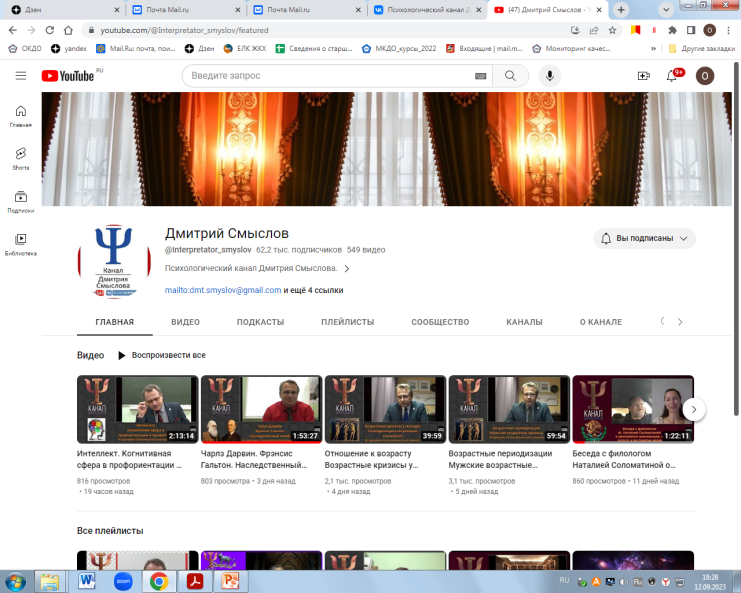 Дзен
Почта Mail.ru
Почта Mail.ru
Психологический канал Д
(47) Дмитрий Смыслов - Y
youtube.com/@Interpretator_smyslov/featured
ОКДО
yandex
Mail.Ru: почта, пои...
Дзен
ЕЛК ЖКХ
Сведения о старш...
МКДО_курсы_2022
Входящие | mail.m...
Мониторинг качес...
»
Другие закладки
YouTube RU
Введите запрос
9+
О
Главная
Shorts
Подписки
Библиотека
Ψ
Канал
Дмитрия
Смыслова
Дмитрий Смыслов
@Interpretator_smyslov 62,2 тыс. подписчиков 549 видео
Психологический канал Дмитрия Смыслова.
mailto:dmt.smyslov@gmail.com и ещё 4 ссылки
Вы подписаны
ГЛАВНАЯ
ВИДЕО
ПОДКАСТЫ
ПЛЕЙЛИСТЫ
СООБЩЕСТВО
КАНАЛЫ
О КАНАЛЕ
Видео
Воспроизвести все
КАНАЛ
2:13:14
КАНАЛ
1:53:27
КАНАЛ
39:59
КАНАЛ
59:54
КАНАЛ
1:22:11
Интеллект. Когнитивная
сфера в профориентации ...
816 просмотров
• 19 часов назад
Чарлз Дарвин. Фрэнсис
Гальтон. Наследственный...
803 просмотра • 3 дня назад
Отношение к возрасту
Возрастные кризисы у...
2,1 тыс. просмотров
• 4 дня назад
Возрастные периодизации
Мужские возрастные...
3,1 тыс. просмотров
• 5 дней назад
Беседа с филологом
Наталией Соломатиной о...
860 просмотров • 11 дней назад
Все плейлисты
zoom
RU
18:28
12.09.2023